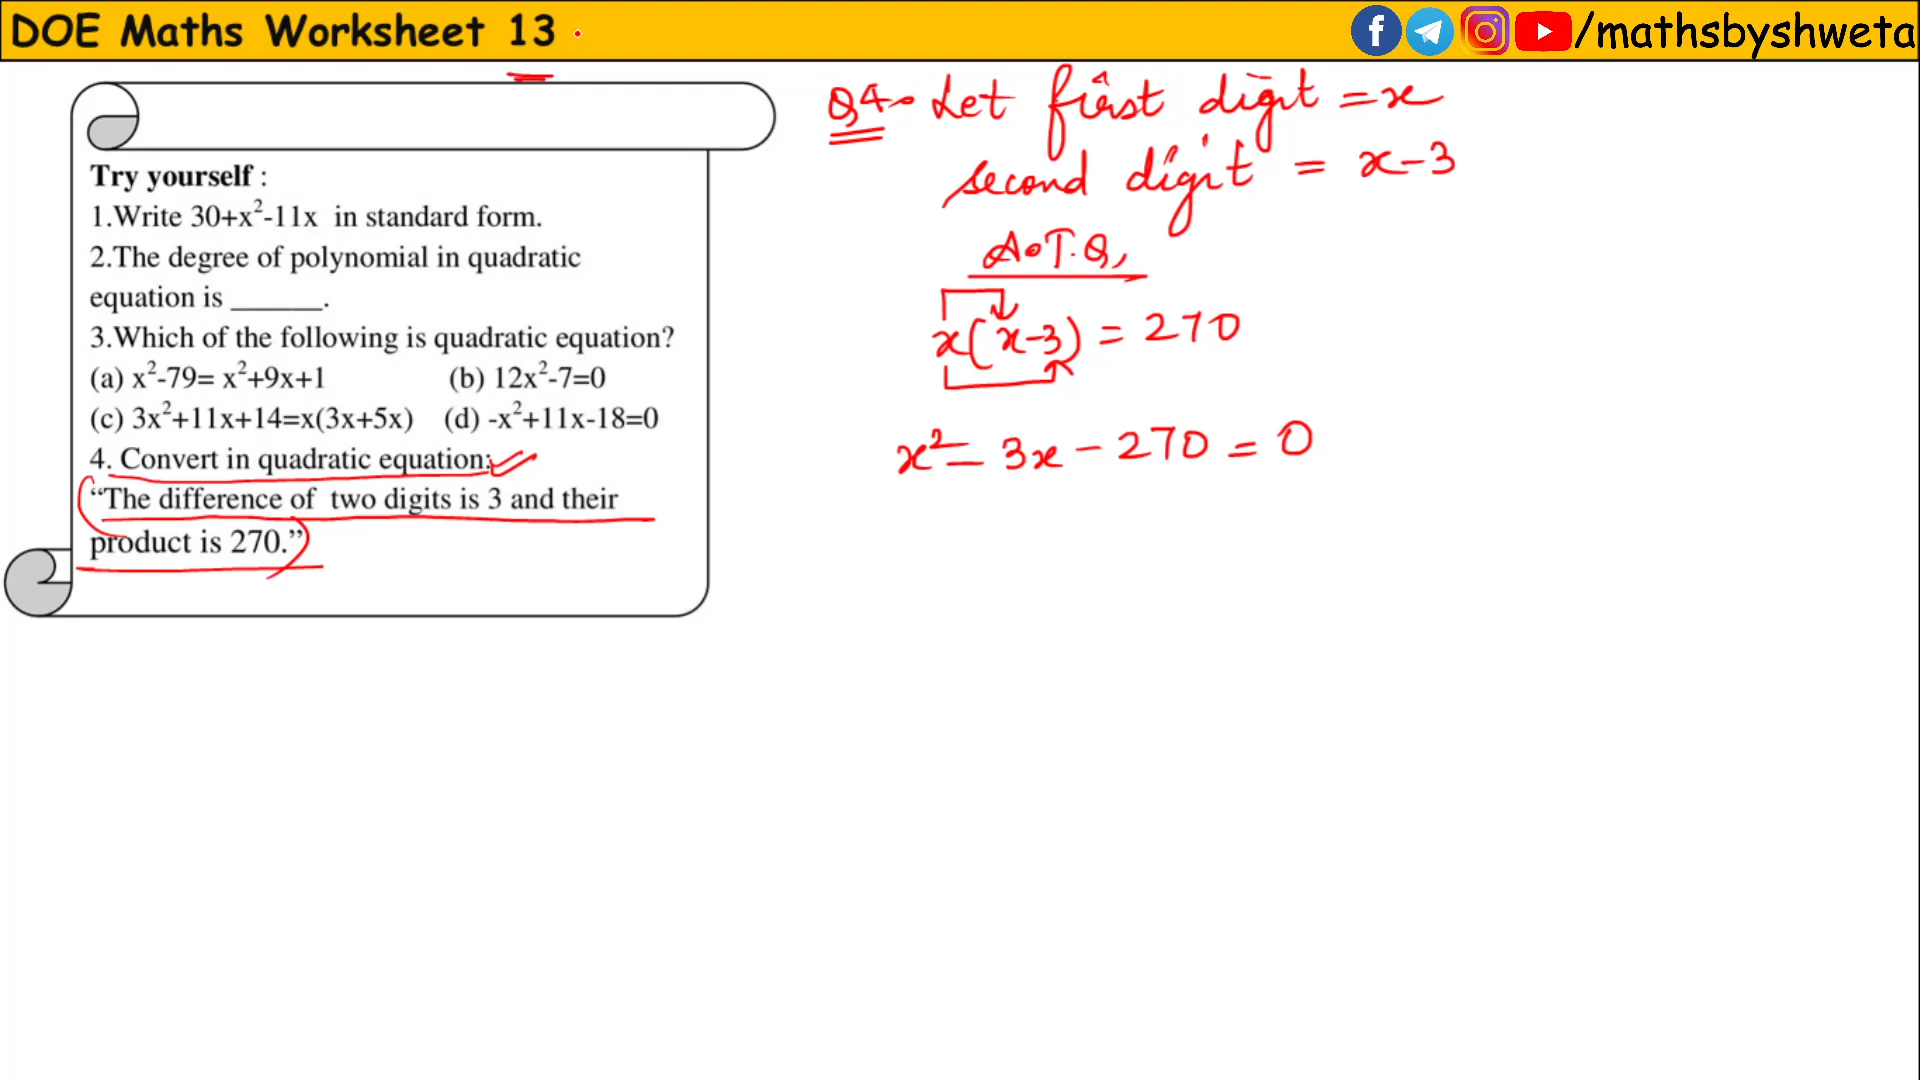 DOE Maths Worksheet 13
/mathsbyshweta
Try yourself :
1.Write 30+x²-11x in standard form.
2.The degree of polynomial in quadratic
equation is ______.
3.Which of the following is quadratic equation?
(a) x²-79= x²+9x+1 (b) 12x²-7=0
(c) 3x²+11x+14=x(3x+5x) (d) -x²+11x-18=0
4. Convert in quadratic equation:
“The difference of two digits is 3 and their
product is 270.”
Q4. Let first digit = x
second digit = x-3
A.T.Q,
x(x-3) = 270
x² - 3x - 270 = 0